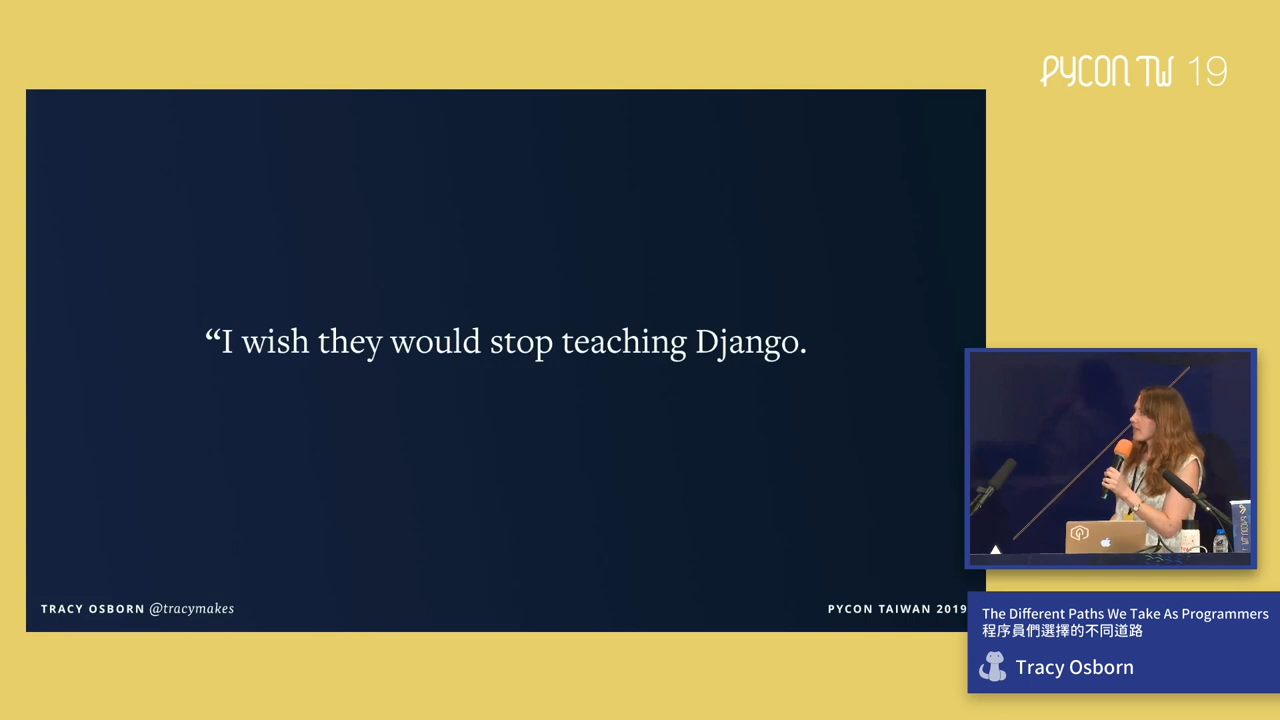 PYCON TW 19
“I wish they would stop teaching Django.
TRACY OSBORN @tracymakes
PYCON TAIWAN 2019
The Different Paths We Take As Programmers
程序員們選擇的不同道路
Tracy Osborn